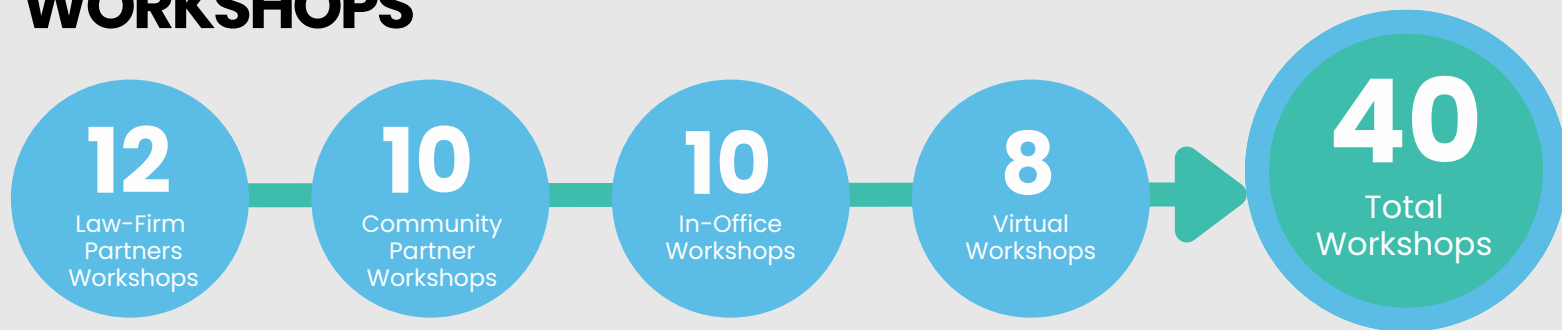 WORKSHOPS
12
Law-Firm
Partners
Workshops
10
Community
Partner
Workshops
10
In-Office
Workshops
8
Virtual
Workshops
40
Total
Workshops